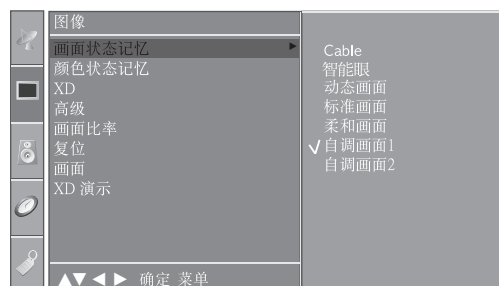 图像
画面状态记忆
颜色状态记忆
XD
高级
画面比率
复位
画面
XD 演示
确定 菜单
Cable
智能眼
动态画面
标准画面
柔和画面
自调画面1
自调画面2